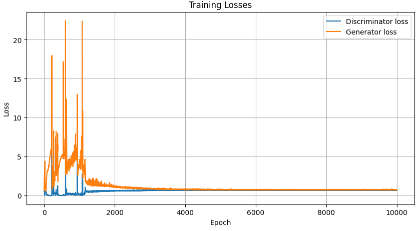 Training Losses
Discriminator loss
Generator loss
20
15
10
5
0
Loss
0 2000 4000 6000 8000 10000
Epoch